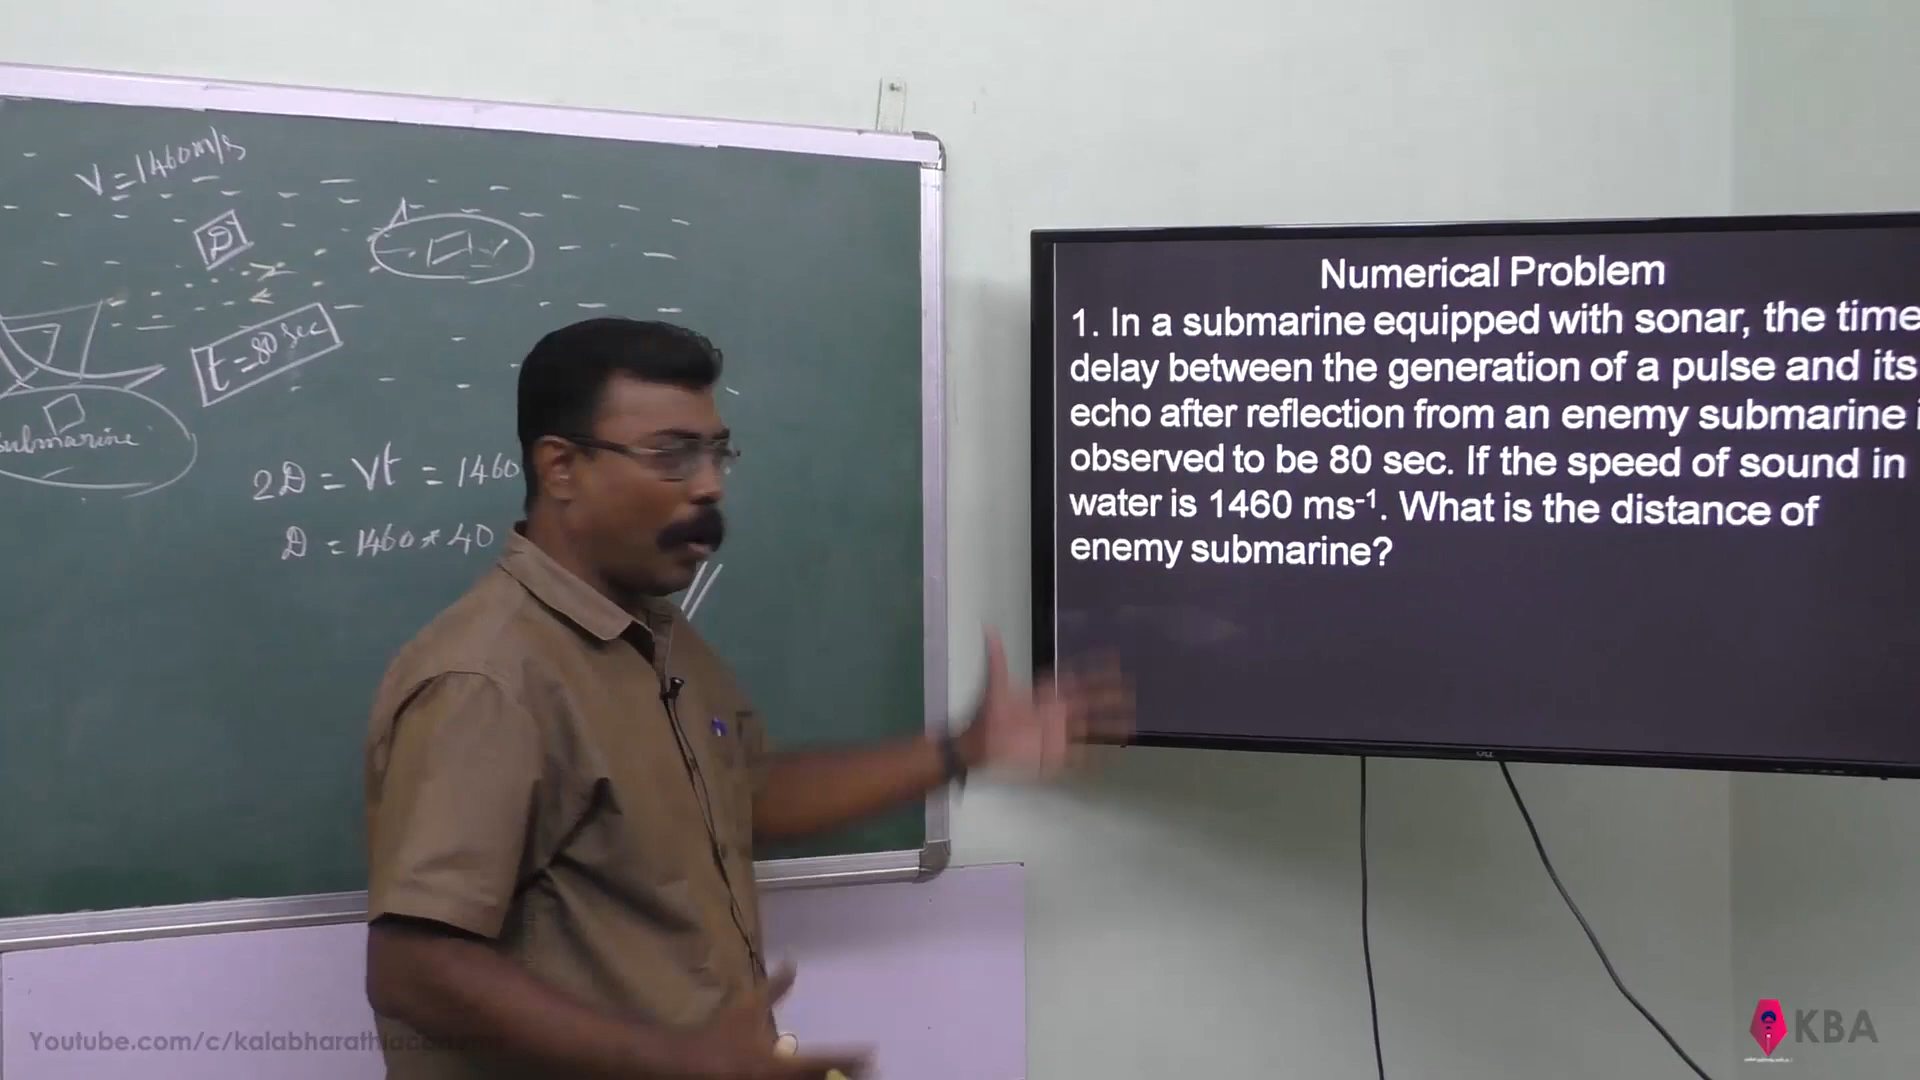 V = 1460 m/s
D
t = 80 sec
submarine
2D = Vt = 1460
D = 1460 * 40
Numerical Problem
1. In a submarine equipped with sonar, the time
delay between the generation of a pulse and its
echo after reflection from an enemy submarine
observed to be 80 sec. If the speed of sound in
water is 1460 ms-¹. What is the distance of
enemy submarine?
Youtube.com/c/kalabharathi
KBA